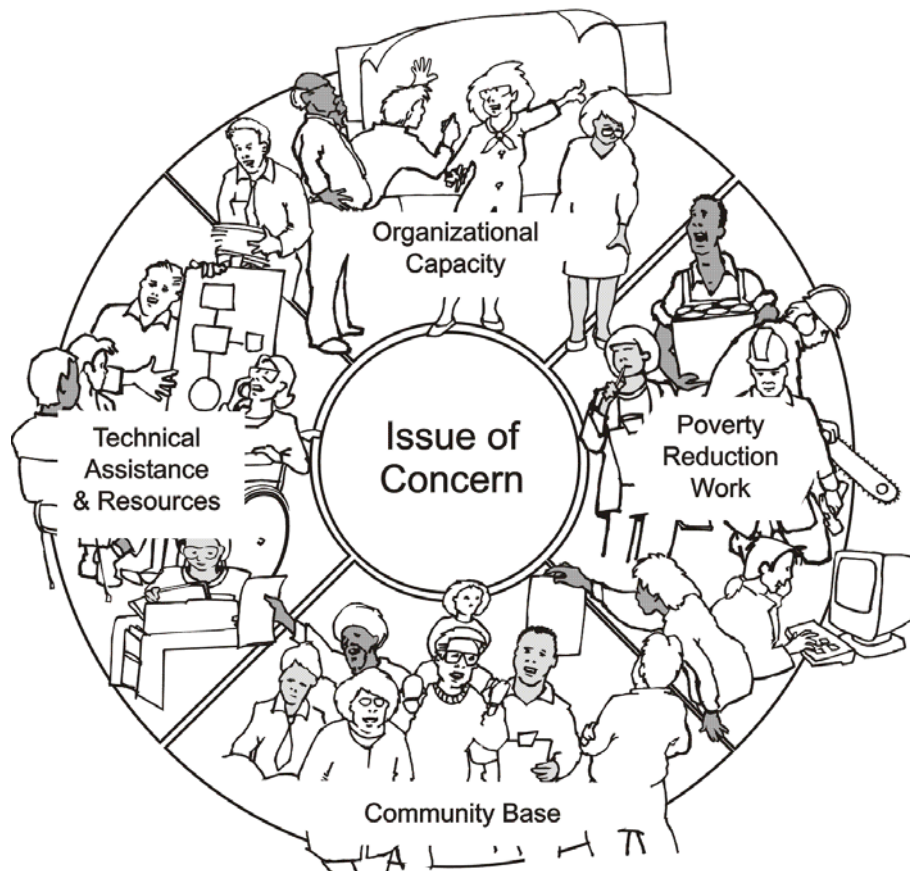 Organizational
Capacity
Technical
Assistance
& Resources
Issue of
Concern
Poverty
Reduction
Work
Community Base